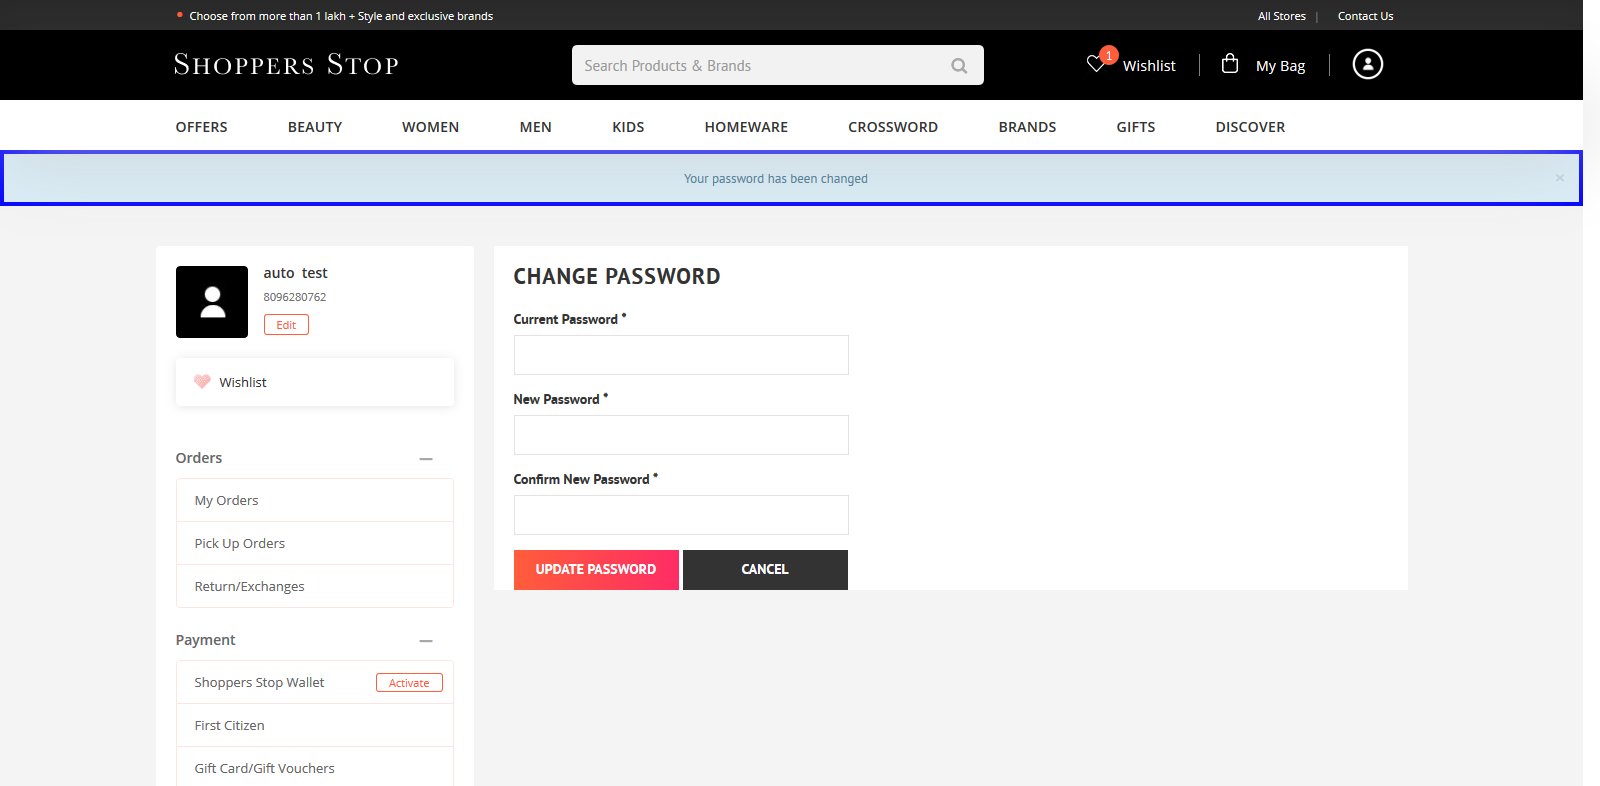 Choose from more than 1 lakh + Style and exclusive brands
All Stores | Contact Us
SHOPPERS STOP
Search Products & Brands
1
Wishlist
My Bag
OFFERS BEAUTY WOMEN MEN KIDS HOMEWARE CROSSWORD BRANDS GIFTS DISCOVER
Your password has been changed ×
auto test
8096280762
Edit
Wishlist
Orders
My Orders
Pick Up Orders
Return/Exchanges
Payment
Shoppers Stop Wallet Activate
First Citizen
Gift Card/Gift Vouchers
CHANGE PASSWORD
Current Password *
New Password *
Confirm New Password *
UPDATE PASSWORD CANCEL